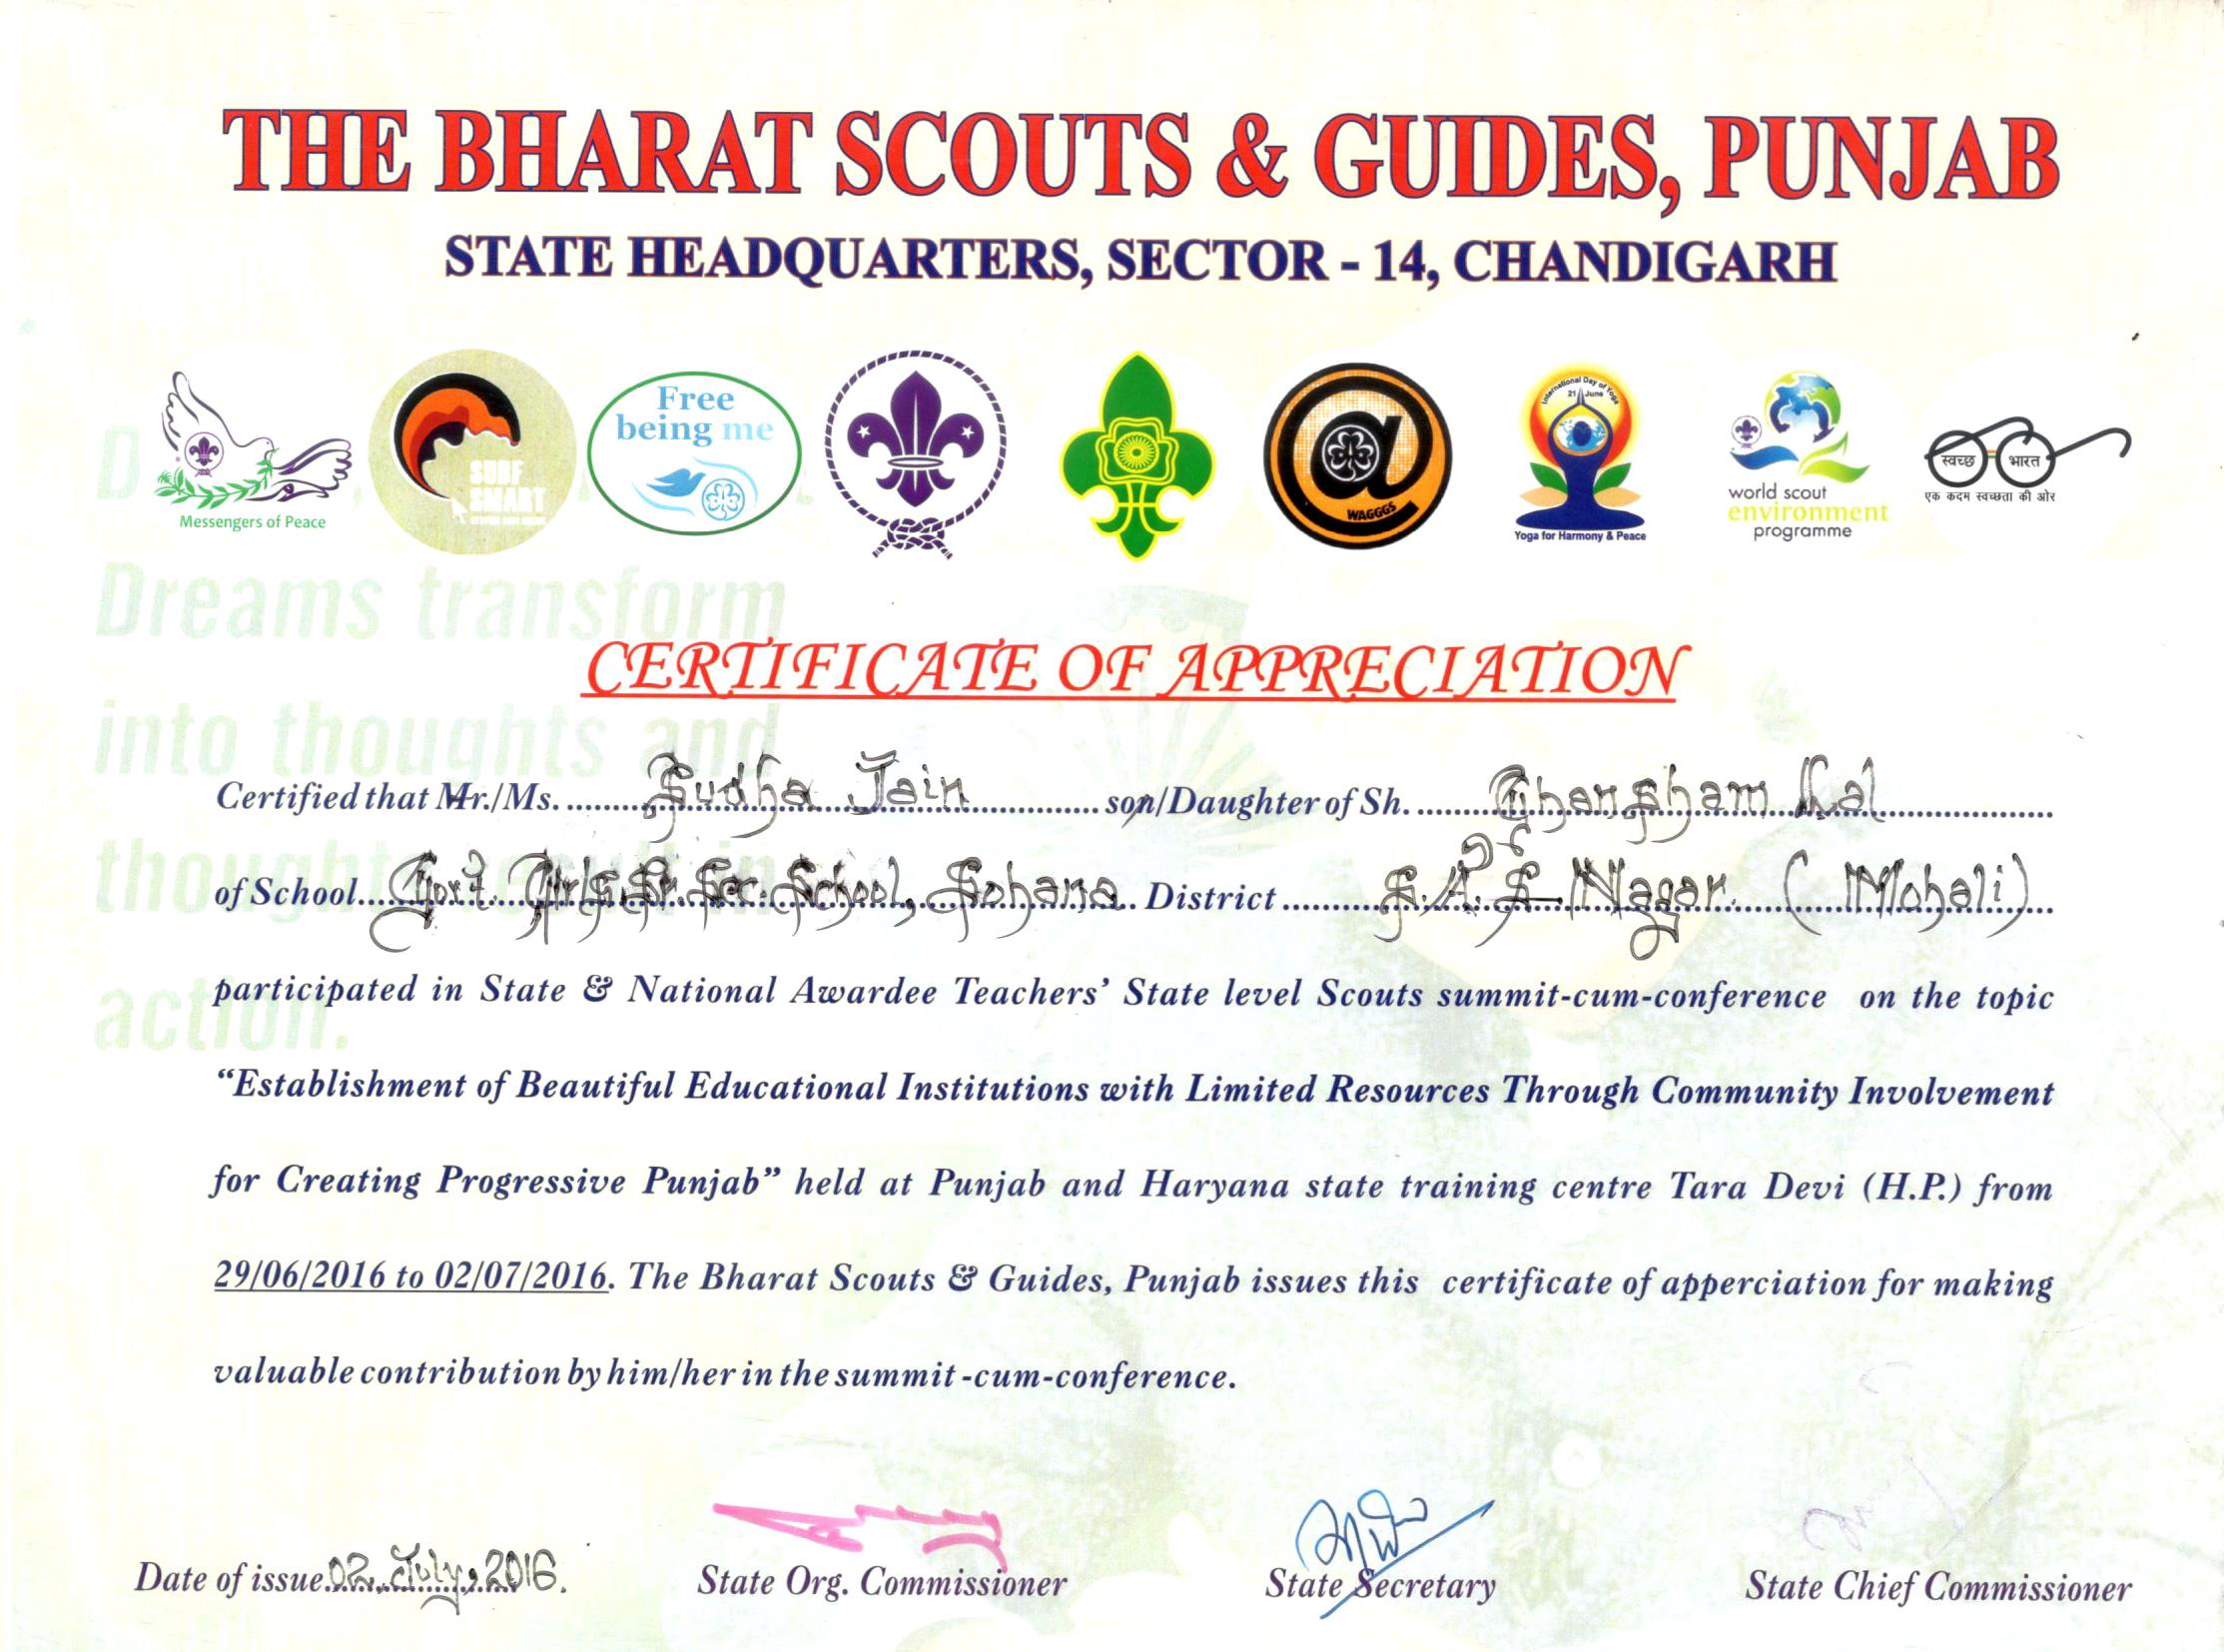 THE BHARAT SCOUTS & GUIDES, PUNJAB
STATE HEADQUARTERS, SECTOR - 14, CHANDIGARH
Messengers of Peace
SURF
SMART
Free
being me
WAGGGS
International Day of Yoga
21 June
Yoga for Harmony & Peace
world scout
environment
programme
स्वच्छ भारत
एक कदम स्वच्छता की ओर
Dreams transform
into thoughts and
thoughts result in
action.
CERTIFICATE OF APPRECIATION
Certified that Mr./Ms. Sudha Jain son/Daughter of Sh. Ghansham Lal
of School Govt. Girls Sr. Sec. School, Sohana District S.A.S Nagar (Mohali)
participated in State & National Awardee Teachers' State level Scouts summit-cum-conference on the topic
“Establishment of Beautiful Educational Institutions with Limited Resources Through Community Involvement
for Creating Progressive Punjab” held at Punjab and Haryana state training centre Tara Devi (H.P.) from
29/06/2016 to 02/07/2016. The Bharat Scouts & Guides, Punjab issues this certificate of apperciation for making
valuable contribution by him/her in the summit -cum-conference.
Date of issue 02 July, 2016.
State Org. Commissioner
State Secretary
State Chief Commissioner